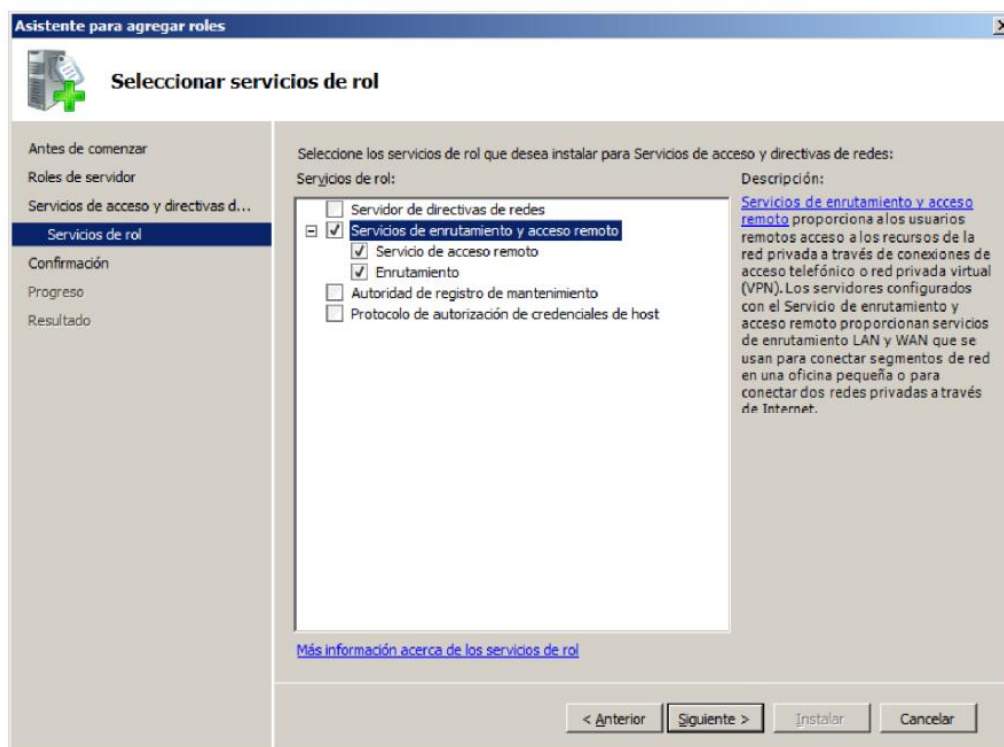 Asistente para agregar roles
Seleccionar servicios de rol
Antes de comenzar
Roles de servidor
Servicios de acceso y directivas d...
Servicios de rol
Confirmación
Progreso
Resultado
Seleccione los servicios de rol que desea instalar para Servicios de acceso y directivas de redes:
Servicios de rol:
Servidor de directivas de redes
Servicios de enrutamiento y acceso remoto
Servicio de acceso remoto
Enrutamiento
Autoridad de registro de mantenimiento
Protocolo de autorización de credenciales de host
Más información acerca de los servicios de rol
Descripción:
Servicios de enrutamiento y acceso
remoto proporciona a los usuarios
remotos acceso a los recursos de la
red privada a través de conexiones de
acceso telefónico o red privada virtual
(VPN). Los servidores configurados
con el Servicio de enrutamiento y
acceso remoto proporcionan servicios
de enrutamiento LAN y WAN que se
usan para conectar segmentos de red
en una oficina pequeña o para
conectar dos redes privadas a través
de Internet.
< Anterior
Siguiente >
Instalar
Cancelar